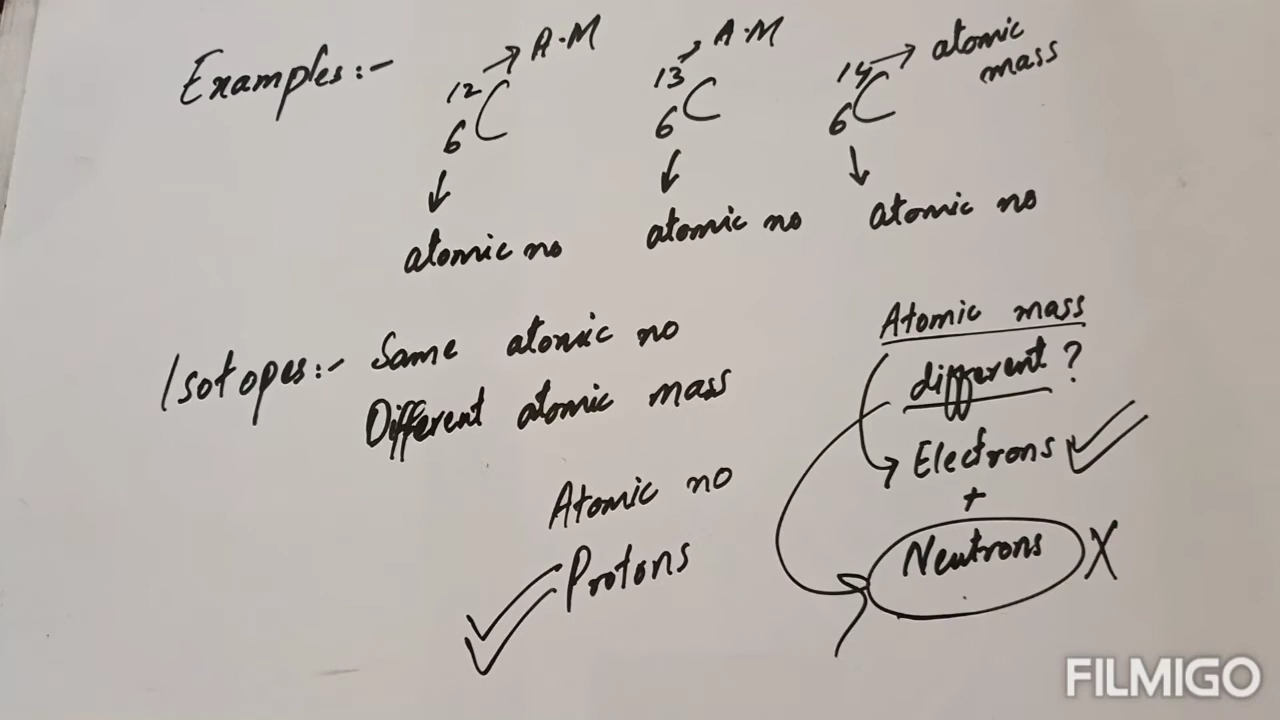 Examples:-
12 → A.M
13 → A.M
14 → atomic mass
6C
6C
6C
atomic no
atomic no
atomic no
Isotopes:- Same atomic no
Different atomic mass
Atomic no
Protons
Atomic mass
different?
Electrons
+
Neutrons X
FILMIGO